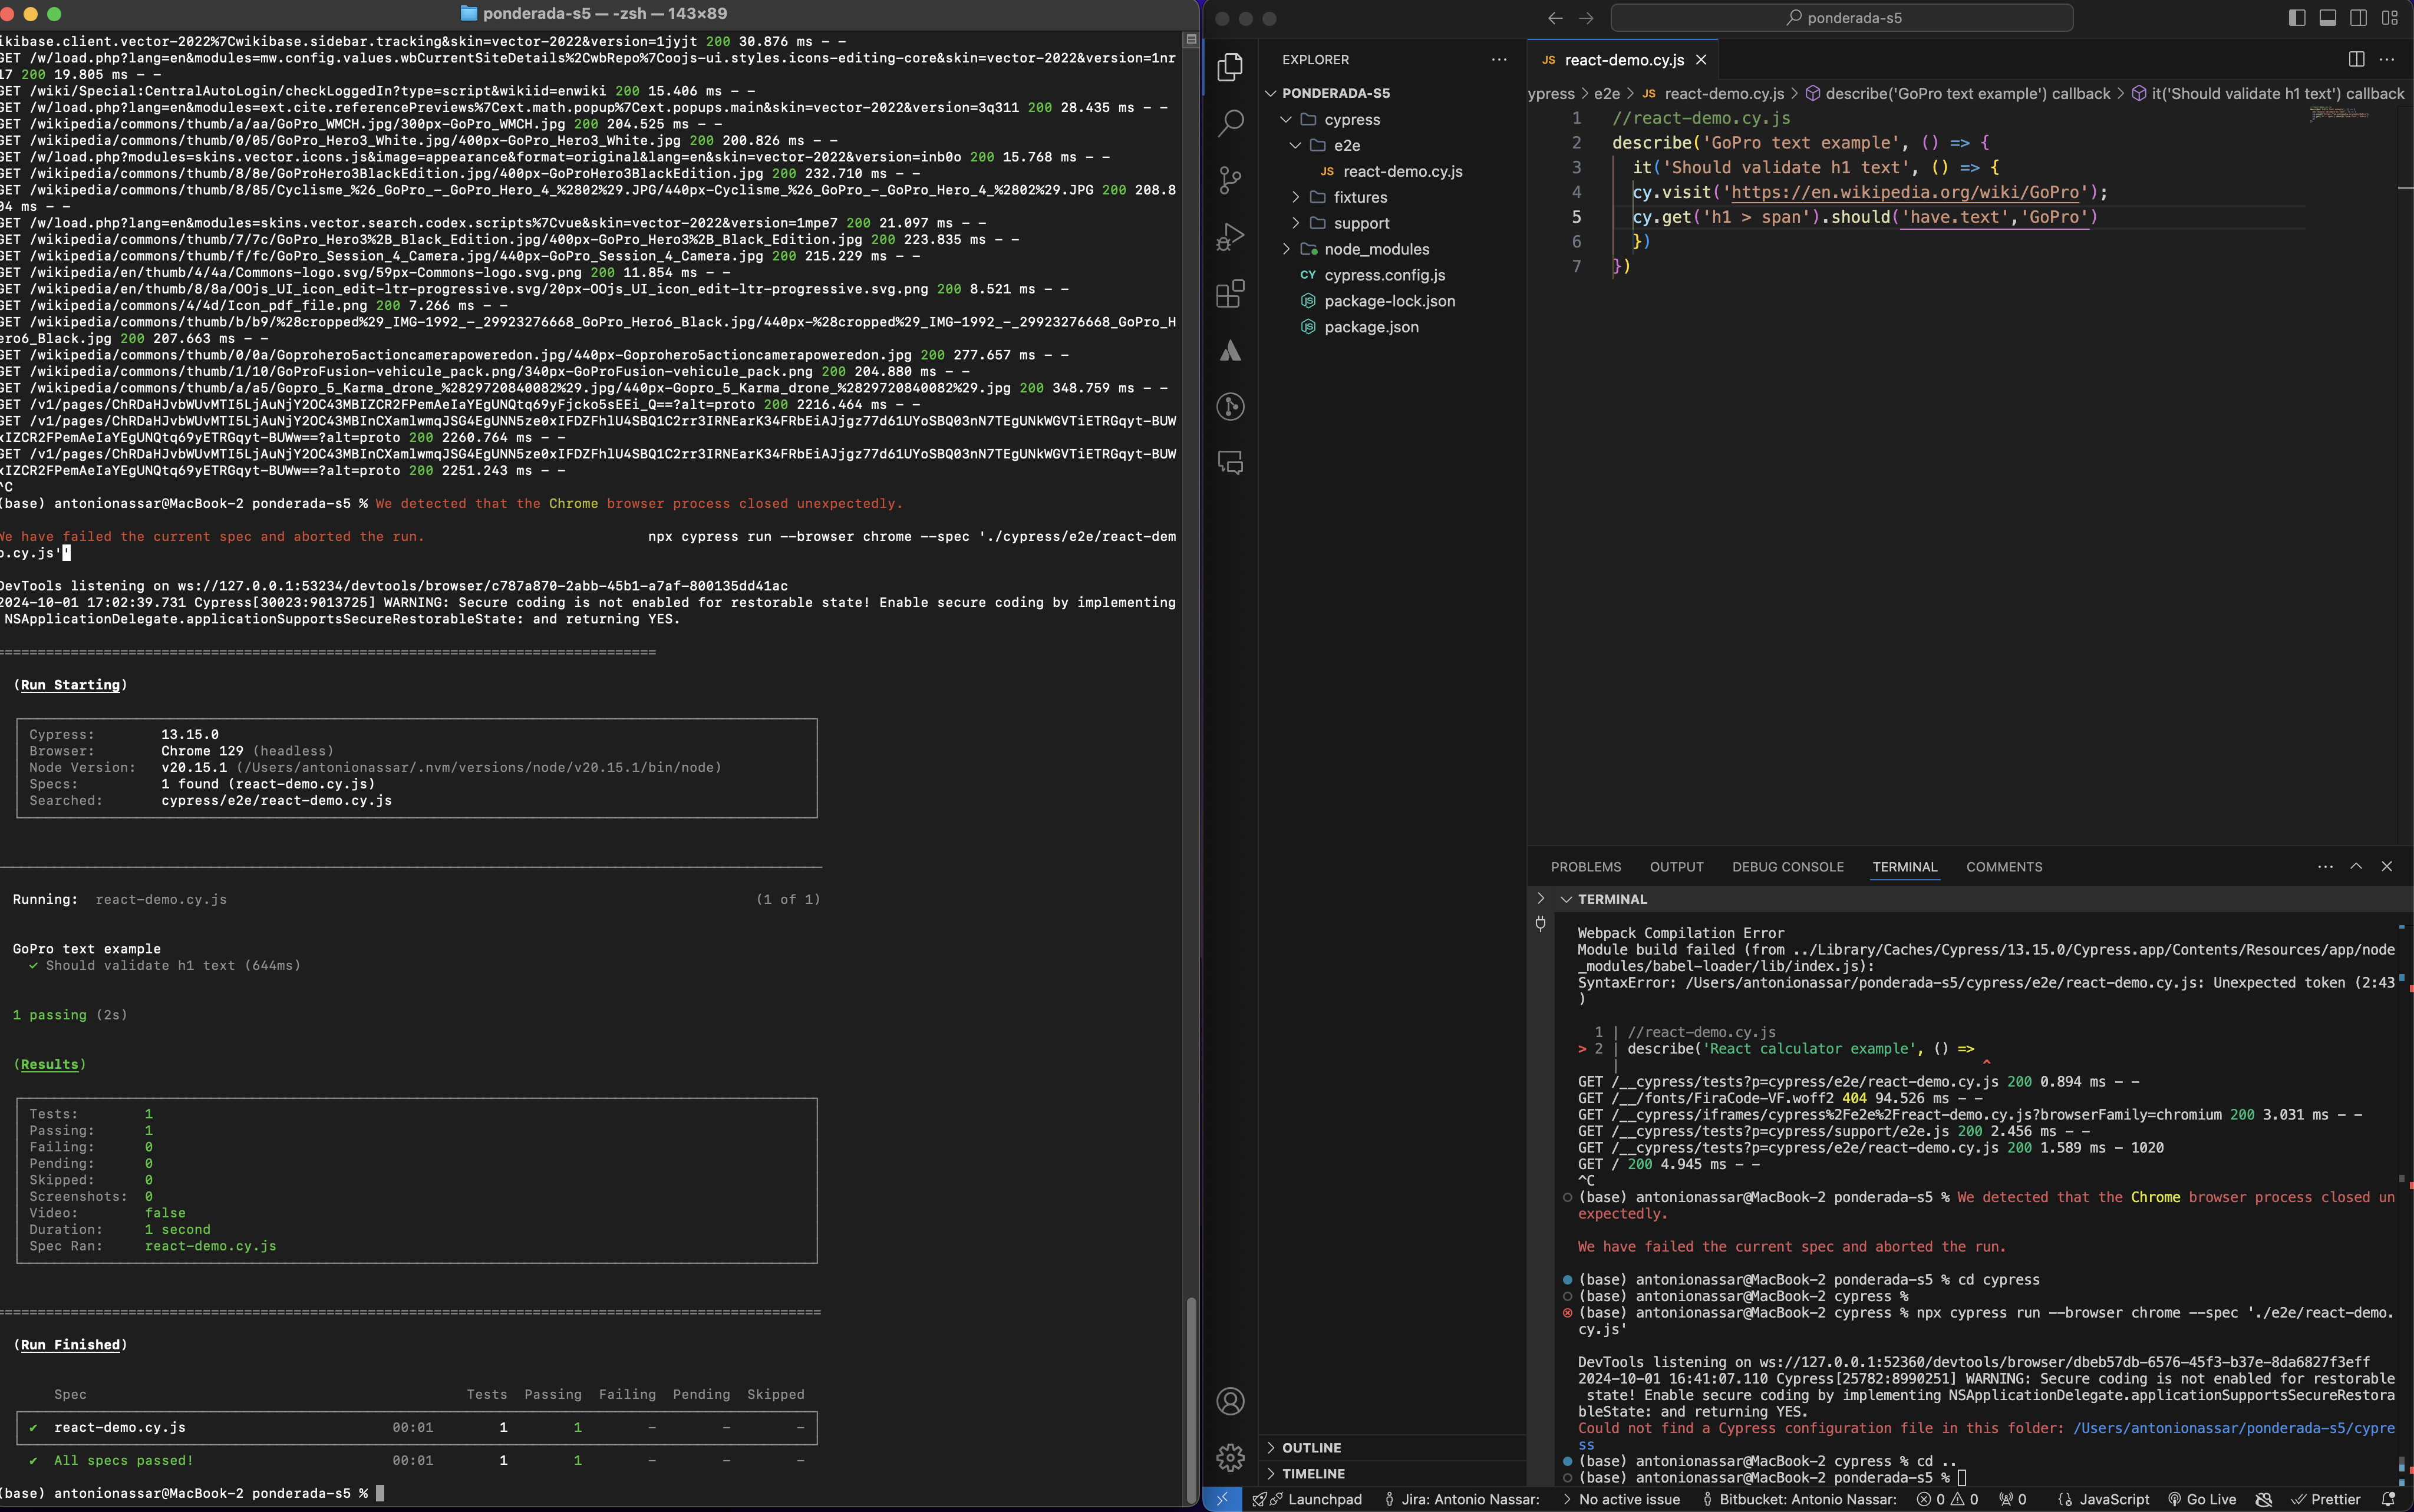 ponderada-s5 — -zsh — 143×89
ikibase.client.vector-2022%7Cwikibase.sidebar.tracking&skin=vector-2022&version=1jyjt 200 30.876 ms - -
GET /w/load.php?lang=en&modules=mw.config.values.wbCurrentSiteDetails%2CwbRepo%7Coojs-ui.styles.icons-editing-core&skin=vector-2022&version=1nr
17 200 19.805 ms - -
GET /wiki/Special:CentralAutoLogin/checkLoggedIn?type=script&wikiid=enwiki 200 15.406 ms - -
GET /w/load.php?lang=en&modules=ext.cite.referencePreviews%7Cext.math.popup%7Cext.popups.main&skin=vector-2022&version=3q311 200 28.435 ms - -
GET /wikipedia/commons/thumb/a/aa/GoPro_WMCH.jpg/300px-GoPro_WMCH.jpg 200 204.525 ms - -
GET /wikipedia/commons/thumb/0/05/GoPro_Hero3_White.jpg/400px-GoPro_Hero3_White.jpg 200 200.826 ms - -
GET /w/load.php?modules=skins.vector.icons.js&image=appearance&format=original&lang=en&skin=vector-2022&version=inb0o 200 15.768 ms - -
GET /wikipedia/commons/thumb/8/8e/GoProHero3BlackEdition.jpg/400px-GoProHero3BlackEdition.jpg 200 232.710 ms - -
GET /wikipedia/commons/thumb/8/85/Cyclisme_%26_GoPro_-_GoPro_Hero_4_%2802%29.JPG/440px-Cyclisme_%26_GoPro_-_GoPro_Hero_4_%2802%29.JPG 200 208.8
04 ms - -
GET /w/load.php?lang=en&modules=skins.vector.search.codex.scripts%7Cvue&skin=vector-2022&version=1mpe7 200 21.097 ms - -
GET /wikipedia/commons/thumb/7/7c/GoPro_Hero3%2B_Black_Edition.jpg/400px-GoPro_Hero3%2B_Black_Edition.jpg 200 223.835 ms - -
GET /wikipedia/commons/thumb/f/fc/GoPro_Session_4_Camera.jpg/440px-GoPro_Session_4_Camera.jpg 200 215.229 ms - -
GET /wikipedia/en/thumb/4/4a/Commons-logo.svg/59px-Commons-logo.svg.png 200 11.854 ms - -
GET /wikipedia/en/thumb/8/8a/OOjs_UI_icon_edit-ltr-progressive.svg/20px-OOjs_UI_icon_edit-ltr-progressive.svg.png 200 8.521 ms - -
GET /wikipedia/commons/4/4d/Icon_pdf_file.png 200 7.266 ms - -
GET /wikipedia/commons/thumb/b/b9/%28cropped%29_IMG-1992_-_29923276668_GoPro_Hero6_Black.jpg/440px-%28cropped%29_IMG-1992_-_29923276668_GoPro_H
ero6_Black.jpg 200 207.663 ms - -
GET /wikipedia/commons/thumb/0/0a/Goprohero5actioncamerapoweredon.jpg/440px-Goprohero5actioncamerapoweredon.jpg 200 277.657 ms - -
GET /wikipedia/commons/thumb/1/10/GoProFusion-vehicule_pack.png/340px-GoProFusion-vehicule_pack.png 200 204.880 ms - -
GET /wikipedia/commons/thumb/a/a5/Gopro_5_Karma_drone_%2829720840082%29.jpg/440px-Gopro_5_Karma_drone_%2829720840082%29.jpg 200 348.759 ms - -
GET /v1/pages/ChRDaHJvbWUvMTI5LjAuNjY2OC43MBIZCR2FPemAeIaYEgUNQtq69yFjcko5sEEi_Q==?alt=proto 200 2216.464 ms - -
GET /v1/pages/ChRDaHJvbWUvMTI5LjAuNjY2OC43MBInCXamlwmqJSG4EgUNN5ze0xIFDZFhlU4SBQ1C2rr3IRNEarK34FRbEiAJjgz77d61UYoSBQ03nN7TEgUNkWGVTiETRGqyt-BUW
xIZCR2FPemAeIaYEgUNQtq69yETRGqyt-BUWw==?alt=proto 200 2260.764 ms - -
GET /v1/pages/ChRDaHJvbWUvMTI5LjAuNjY2OC43MBInCXamlwmqJSG4EgUNN5ze0xIFDZFhlU4SBQ1C2rr3IRNEarK34FRbEiAJjgz77d61UYoSBQ03nN7TEgUNkWGVTiETRGqyt-BUW
xIZCR2FPemAeIaYEgUNQtq69yETRGqyt-BUWw==?alt=proto 200 2251.243 ms - -
^C
(base) antonionassar@MacBook-2 ponderada-s5 % We detected that the Chrome browser process closed unexpectedly.
We have failed the current spec and aborted the run. npx cypress run --browser chrome --spec './cypress/e2e/react-dem
o.cy.js''
DevTools listening on ws://127.0.0.1:53234/devtools/browser/c787a870-2abb-45b1-a7af-800135dd41ac
2024-10-01 17:02:39.731 Cypress[30023:9013725] WARNING: Secure coding is not enabled for restorable state! Enable secure coding by implementing
NSApplicationDelegate.applicationSupportsSecureRestorableState: and returning YES.
================================================================================
(Run Starting)
Cypress: 13.15.0
Browser: Chrome 129 (headless)
Node Version: v20.15.1 (/Users/antonionassar/.nvm/versions/node/v20.15.1/bin/node)
Specs: 1 found (react-demo.cy.js)
Searched: cypress/e2e/react-demo.cy.js
Running: react-demo.cy.js (1 of 1)
GoPro text example
✓ Should validate h1 text (644ms)
1 passing (2s)
(Results)
Tests: 1
Passing: 1
Failing: 0
Pending: 0
Skipped: 0
Screenshots: 0
Video: false
Duration: 1 second
Spec Ran: react-demo.cy.js
====================================================================================================
(Run Finished)
Spec Tests Passing Failing Pending Skipped
✔ react-demo.cy.js 00:01 1 1 - - -
✔ All specs passed! 00:01 1 1 - - -
(base) antonionassar@MacBook-2 ponderada-s5 %
ponderada-s5
EXPLORER
PONDERADA-S5
cypress
e2e
JS react-demo.cy.js
fixtures
support
node_modules
CY cypress.config.js
package-lock.json
package.json
OUTLINE
TIMELINE
JS react-demo.cy.js
ypress > e2e > JS react-demo.cy.js > describe('GoPro text example') callback > it('Should validate h1 text') callback
1 //react-demo.cy.js
2 describe('GoPro text example', () => {
3 it('Should validate h1 text', () => {
4 cy.visit('https://en.wikipedia.org/wiki/GoPro');
5 cy.get('h1 > span').should('have.text','GoPro')
6 })
7 })
PROBLEMS OUTPUT DEBUG CONSOLE TERMINAL COMMENTS
TERMINAL
Webpack Compilation Error
Module build failed (from ../Library/Caches/Cypress/13.15.0/Cypress.app/Contents/Resources/app/node
_modules/babel-loader/lib/index.js):
SyntaxError: /Users/antonionassar/ponderada-s5/cypress/e2e/react-demo.cy.js: Unexpected token (2:43
)
1 | //react-demo.cy.js
> 2 | describe('React calculator example', () =>
| ^
GET /__cypress/tests?p=cypress/e2e/react-demo.cy.js 200 0.894 ms - -
GET /__/fonts/FiraCode-VF.woff2 404 94.526 ms - -
GET /__cypress/iframes/cypress%2Fe2e%2Freact-demo.cy.js?browserFamily=chromium 200 3.031 ms - -
GET /__cypress/tests?p=cypress/support/e2e.js 200 2.456 ms - -
GET /__cypress/tests?p=cypress/e2e/react-demo.cy.js 200 1.589 ms - 1020
GET / 200 4.945 ms - -
^C
(base) antonionassar@MacBook-2 ponderada-s5 % We detected that the Chrome browser process closed un
expectedly.
We have failed the current spec and aborted the run.
(base) antonionassar@MacBook-2 ponderada-s5 % cd cypress
(base) antonionassar@MacBook-2 cypress %
(base) antonionassar@MacBook-2 cypress % npx cypress run --browser chrome --spec './e2e/react-demo.
cy.js'
DevTools listening on ws://127.0.0.1:52360/devtools/browser/dbeb57db-6576-45f3-b37e-8da6827f3eff
2024-10-01 16:41:07.110 Cypress[25782:8990251] WARNING: Secure coding is not enabled for restorable
state! Enable secure coding by implementing NSApplicationDelegate.applicationSupportsSecureRestora
bleState: and returning YES.
Could not find a Cypress configuration file in this folder: /Users/antonionassar/ponderada-s5/cypre
ss
(base) antonionassar@MacBook-2 cypress % cd ..
(base) antonionassar@MacBook-2 ponderada-s5 %
Launchpad Jira: Antonio Nassar: > No active issue Bitbucket: Antonio Nassar: 0 0 0 JavaScript Go Live Prettier